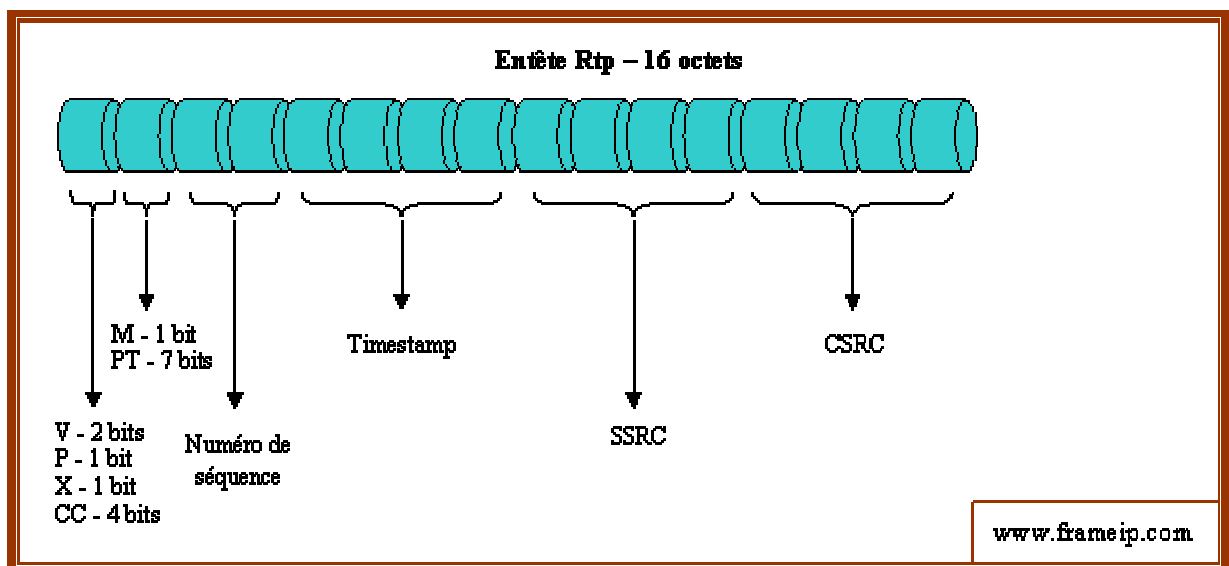 Entête Rtp – 16 octets
M - 1 bit
PT - 7 bits
Timestamp
CSRC
V - 2 bits
P - 1 bit
X - 1 bit
CC - 4 bits
Numéro de
séquence
SSRC
www.frameip.com